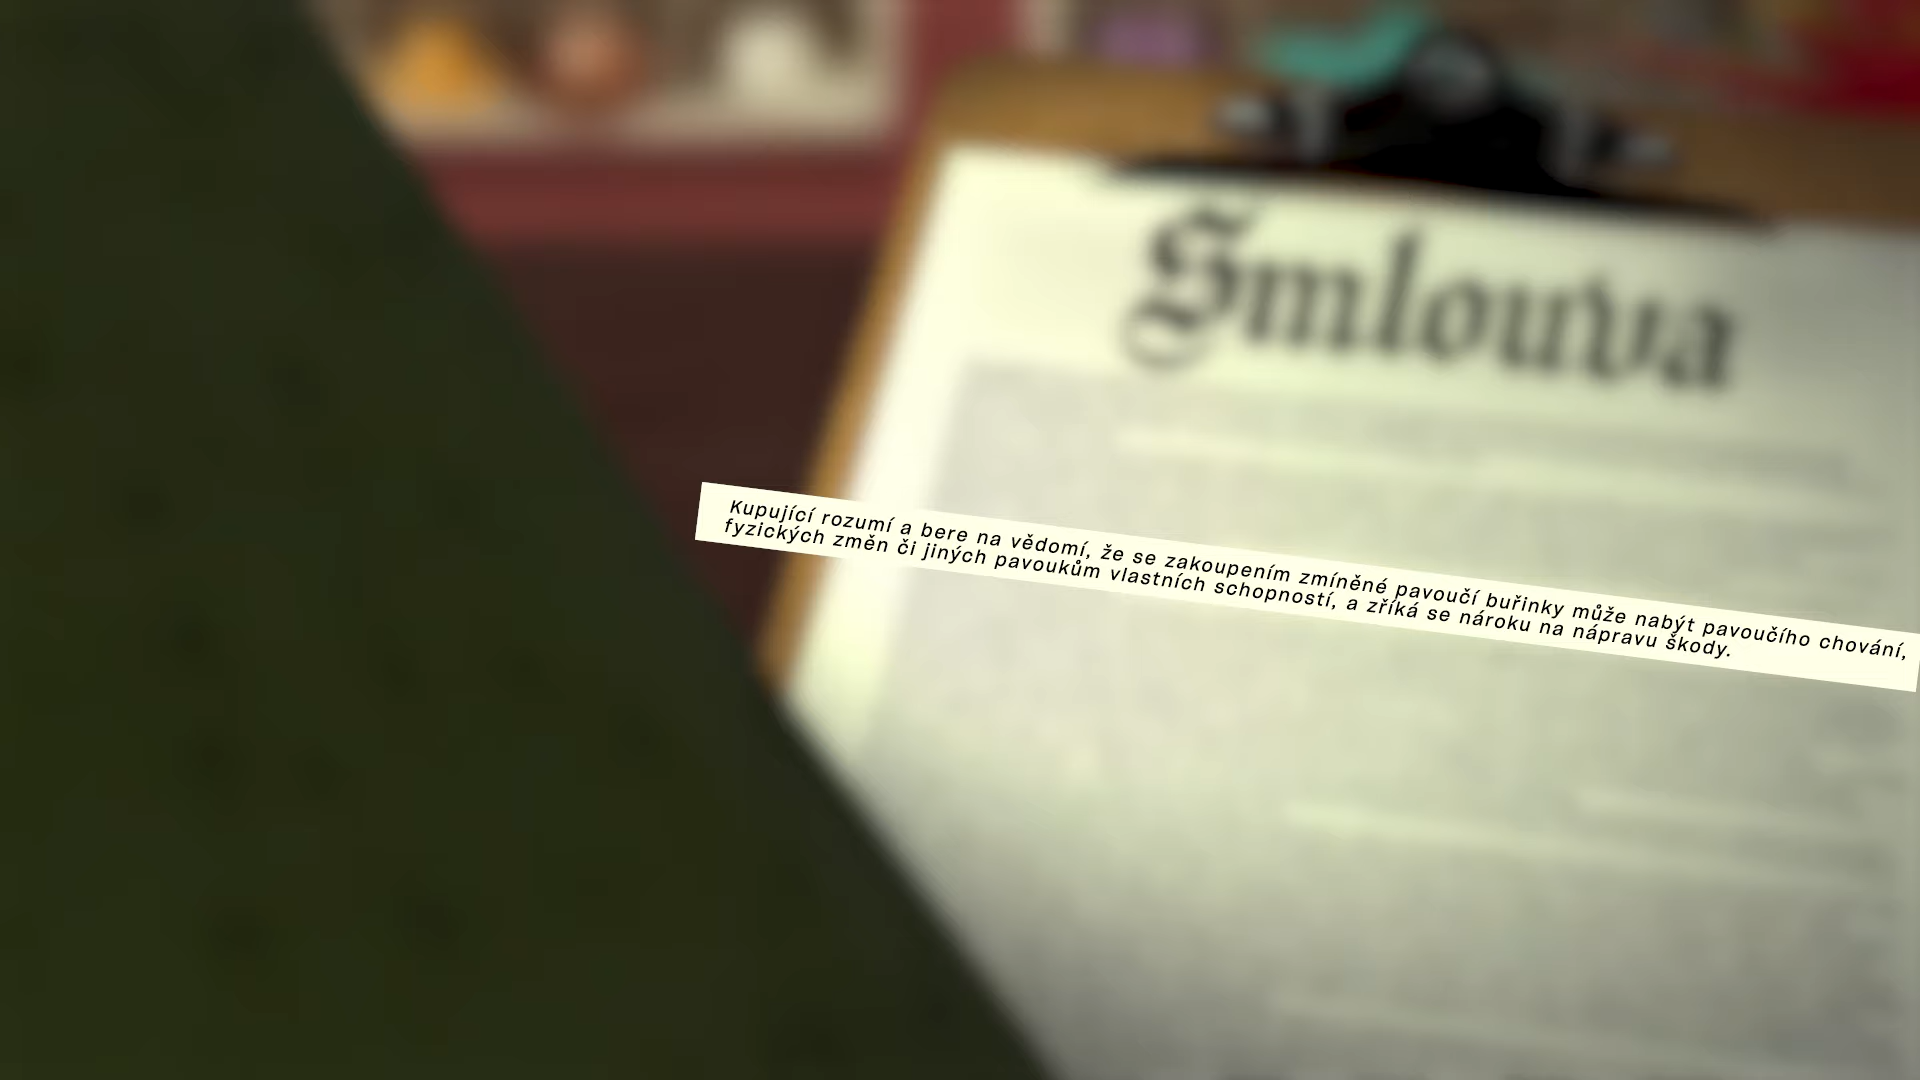 Smlouva
Kupující rozumí a bere na vědomí, že se zakoupením zmíněné pavoučí buřinky může nabýt pavoučího chování,
fyzických změn či jiných pavoukům vlastních schopností, a zříká se nároku na nápravu škody.